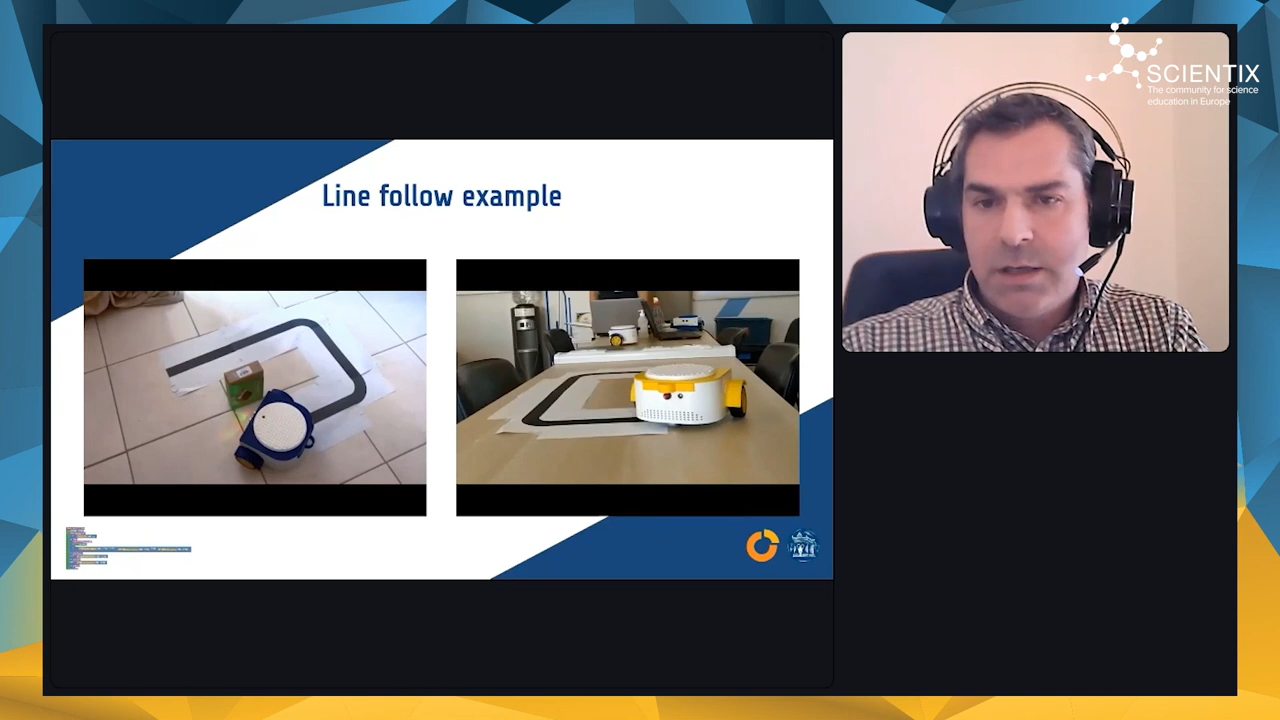 SCIENTIX
The community for science
education in Europe
Line follow example